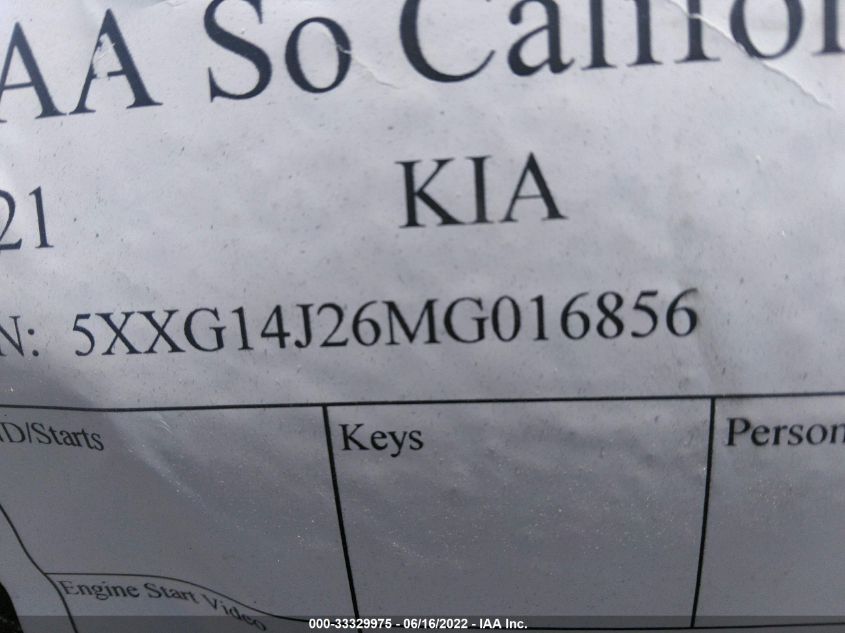 AA So Califor
21 KIA
N: 5XXG14J26MG016856
D/Starts Keys Person
Engine Start Video
000-33329975 - 06/16/2022 - IAA Inc.